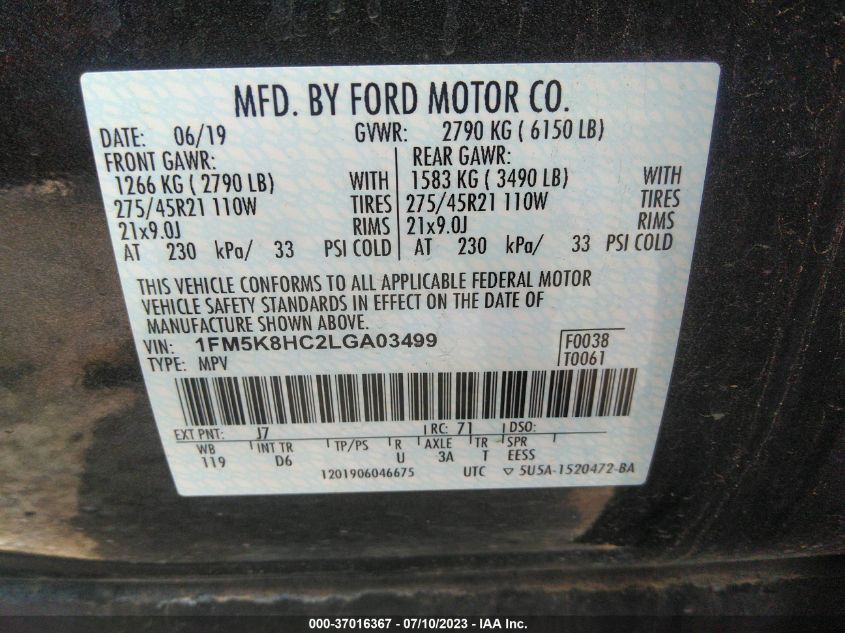 MFD. BY FORD MOTOR CO.
DATE: 06/19 GVWR: 2790 KG ( 6150 LB)
FRONT GAWR: REAR GAWR:
1266 KG ( 2790 LB) WITH 1583 KG ( 3490 LB) WITH
275/45R21 110W TIRES 275/45R21 110W TIRES
21x9.0J RIMS 21x9.0J RIMS
AT 230 kPa/ 33 PSI COLD AT 230 kPa/ 33 PSI COLD
THIS VEHICLE CONFORMS TO ALL APPLICABLE FEDERAL MOTOR
VEHICLE SAFETY STANDARDS IN EFFECT ON THE DATE OF
MANUFACTURE SHOWN ABOVE.
VIN: 1FM5K8HC2LGA03499 F0038
TYPE: MPV T0061
EXT PNT: J7 RC: 71 DSO:
WB INT TR TP/PS R AXLE TR SPR
119 D6 U 3A T EESS
1201906046675 UTC ▽ 5U5A-1520472-BA
000-37016367 - 07/10/2023 - IAA Inc.